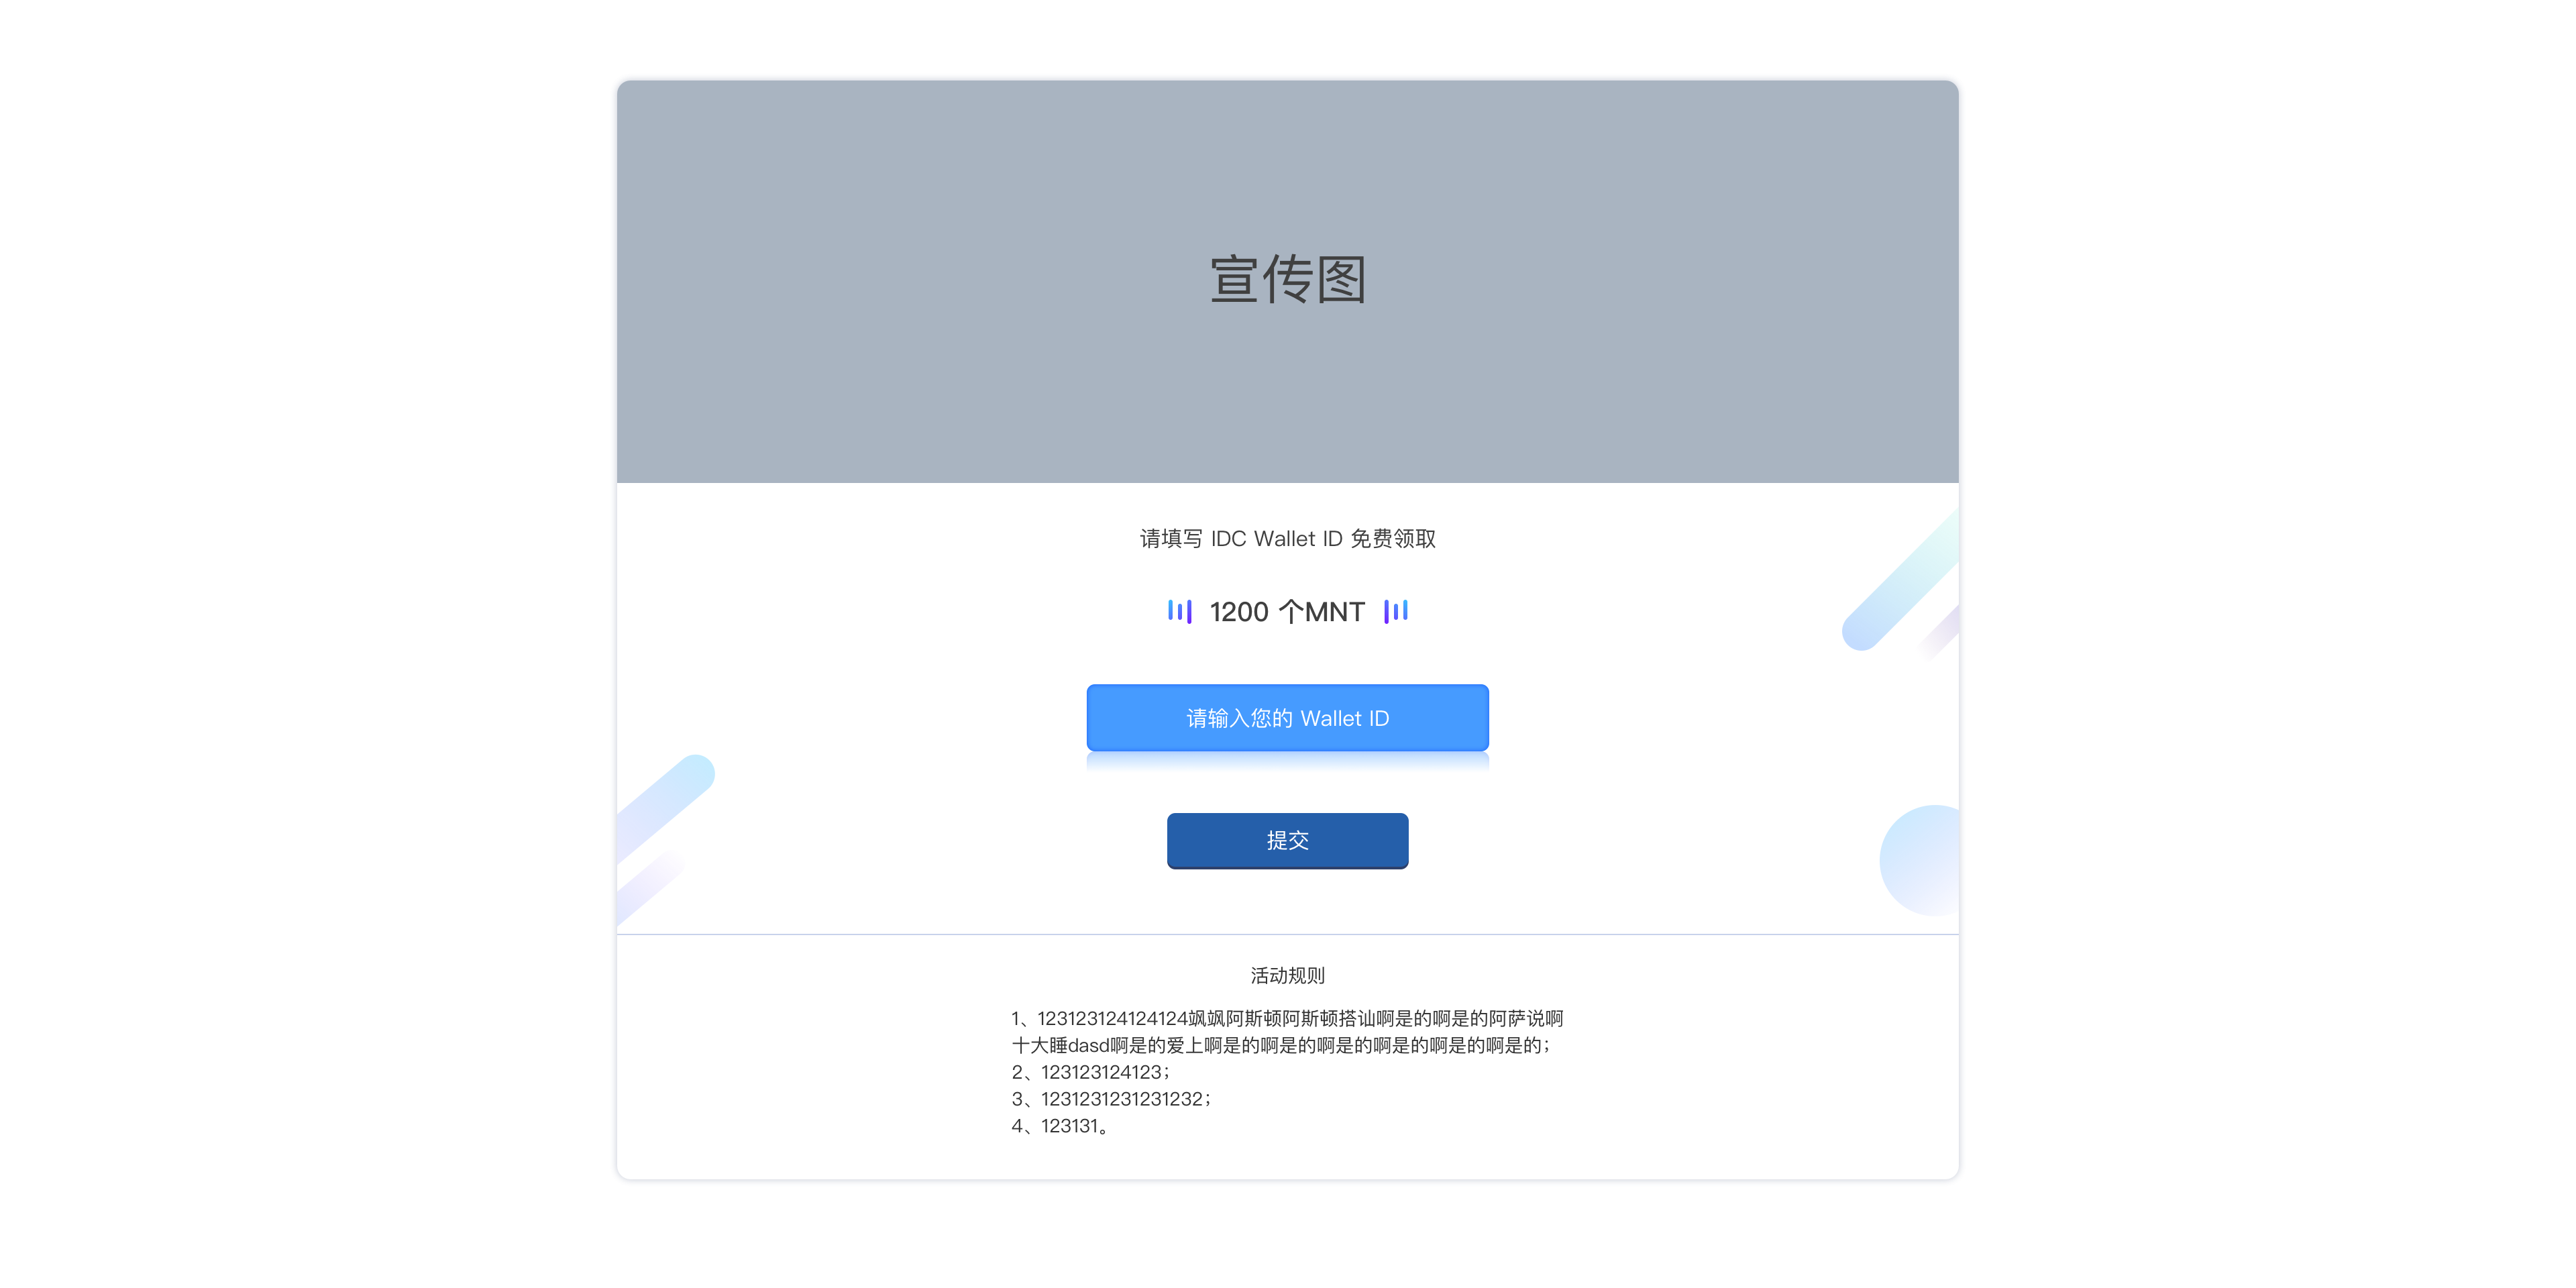 宣传图
请填写 IDC Wallet ID 免费领取
1200 个MNT
请输入您的 Wallet ID
提交
活动规则
1、123123124124124飒飒阿斯顿阿斯顿搭讪啊是的啊是的阿萨说啊
十大睡dasd啊是的爱上啊是的啊是的啊是的啊是的啊是的啊是的；
2、123123124123；
3、1231231231231232；
4、123131。